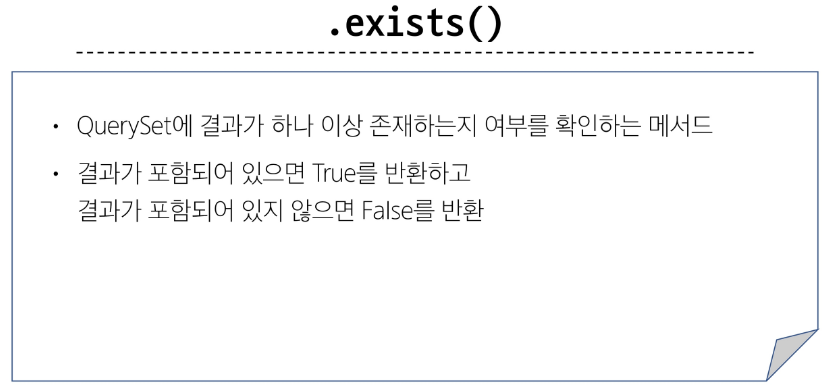 .exists()
• QuerySet에 결과가 하나 이상 존재하는지 여부를 확인하는 메서드
• 결과가 포함되어 있으면 True를 반환하고
결과가 포함되어 있지 않으면 False를 반환